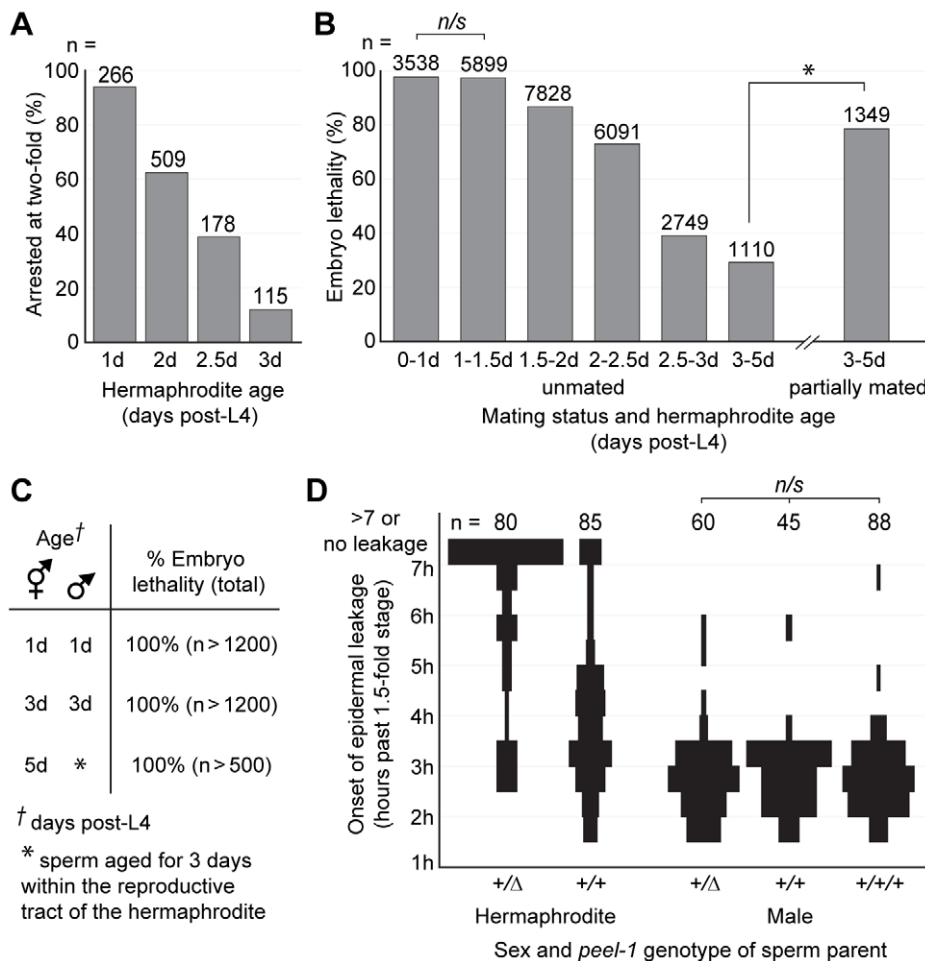 A
n =
Arrested at two-fold (%)
100
80
60
40
20
0
266
509
178
115
1d 2d 2.5d 3d
Hermaphrodite age
(days post-L4)
B
n/s
*
Embryo lethality (%)
100
80
60
40
20
0
3538 5899 7828 6091 2749 1110 1349
0-1d 1-1.5d 1.5-2d 2-2.5d 2.5-3d 3-5d 3-5d
unmated partially mated
Mating status and hermaphrodite age
(days post-L4)
C
Age†
⚥ ♂
% Embryo
lethality (total)
1d 1d 100% (n > 1200)
3d 3d 100% (n > 1200)
5d * 100% (n > 500)
† days post-L4
* sperm aged for 3 days
within the reproductive
tract of the hermaphrodite
D
n/s
n = 80 85 60 45 88
Onset of epidermal leakage
(hours past 1.5-fold stage)
>7 or
no leakage
7h
6h
5h
4h
3h
2h
1h
+/Δ +/+ +/Δ +/+ +/+/+
Hermaphrodite Male
Sex and peel-1 genotype of sperm parent